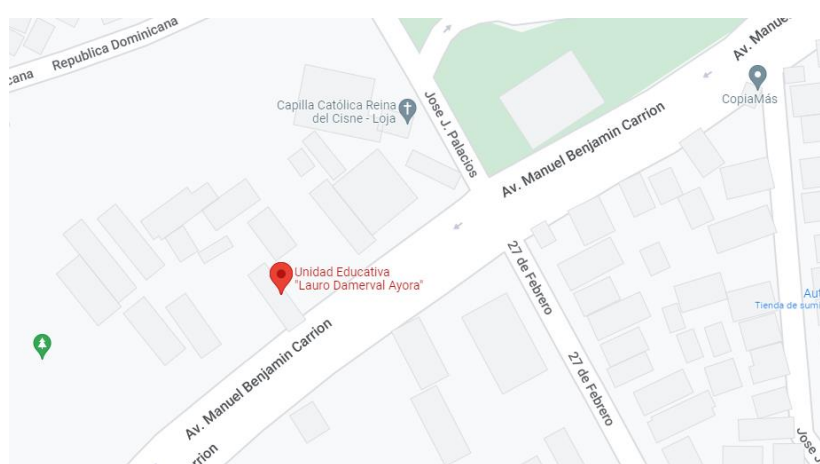 Republica Dominicana
cana
Av. Manue
CopiaMás
Capilla Católica Reina
del Cisne - Loja
Jose J. Palacios
Av. Manuel Benjamin Carrion
27 de Febrero
Unidad Educativa
"Lauro Damerval Ayora"
Aut
Tienda de sumi
27 de Febrero
Av. Manuel Benjamin Carrion
rrion
Jose J